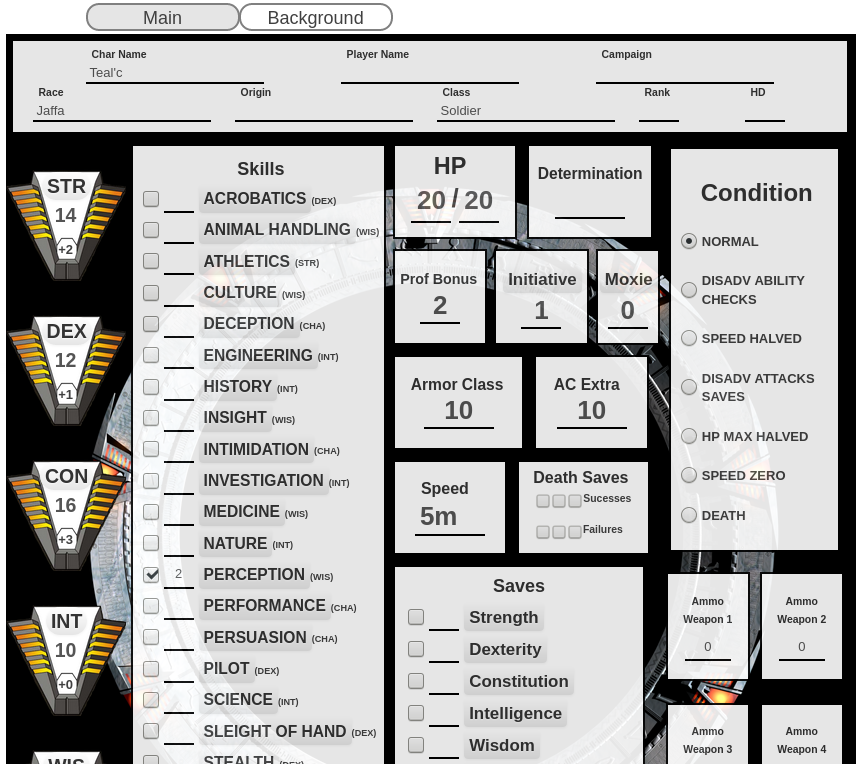 Main
Background
Char Name
Player Name
Campaign
Teal'c
Race
Origin
Class
Rank
HD
Jaffa
Soldier
STR
14
+2
DEX
12
+1
CON
16
+3
INT
10
+0
WIS
Skills
ACROBATICS (DEX)
ANIMAL HANDLING (WIS)
ATHLETICS (STR)
CULTURE (WIS)
DECEPTION (CHA)
ENGINEERING (INT)
HISTORY (INT)
INSIGHT (WIS)
INTIMIDATION (CHA)
INVESTIGATION (INT)
MEDICINE (WIS)
NATURE (INT)
2 PERCEPTION (WIS)
PERFORMANCE (CHA)
PERSUASION (CHA)
PILOT (DEX)
SCIENCE (INT)
SLEIGHT OF HAND (DEX)
STEALTH (DEX)
HP
20 / 20
Determination
Prof Bonus
2
Initiative
1
Moxie
0
Armor Class
10
AC Extra
10
Speed
5m
Death Saves
Sucesses
Failures
Saves
Strength
Dexterity
Constitution
Intelligence
Wisdom
Condition
NORMAL
DISADV ABILITY
CHECKS
SPEED HALVED
DISADV ATTACKS
SAVES
HP MAX HALVED
SPEED ZERO
DEATH
Ammo
Weapon 1
0
Ammo
Weapon 2
0
Ammo
Weapon 3
Ammo
Weapon 4